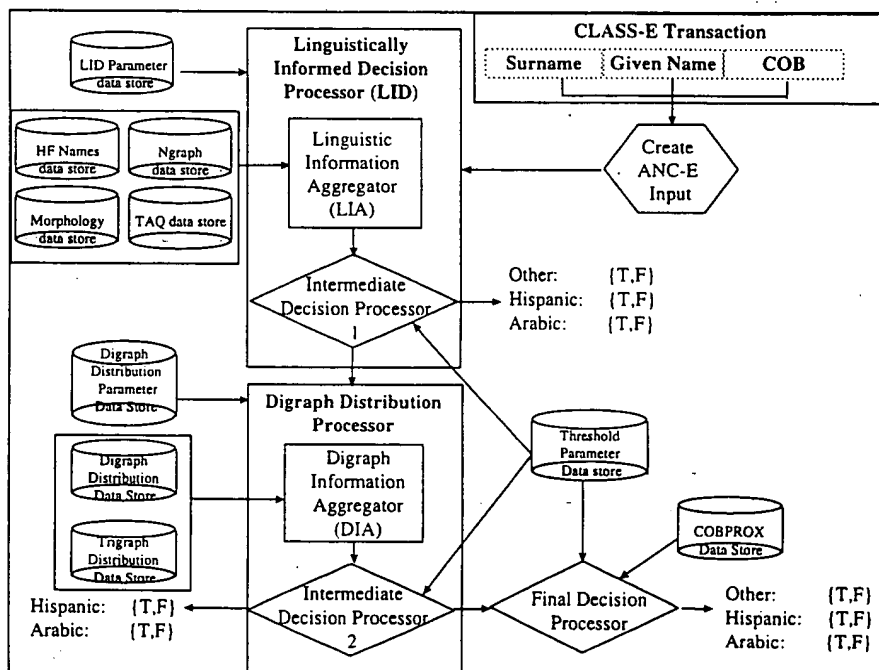 CLASS-E Transaction
Surname Given Name COB
Create
ANC-E
Input
LID Parameter
data store
Linguistically
Informed Decision
Processor (LID)
HF Names
data store
Ngraph
data store
Morphology
data store
TAQ data store
Linguistic
Information
Aggregator
(LIA)
Intermediate
Decision Processor
1
Other: {T,F}
Hispanic: {T,F}
Arabic: {T,F}
Digraph
Distribution
Parameter
Data Store
Digraph Distribution
Processor
Digraph
Distribution
Data Store
Trigraph
Distribution
Data Store
Digraph
Information
Aggregator
(DIA)
Threshold
Parameter
Data store
COBPROX
Data Store
Intermediate
Decision Processor
2
Hispanic: {T,F}
Arabic: {T,F}
Final Decision
Processor
Other: {T,F}
Hispanic: {T,F}
Arabic: {T,F}